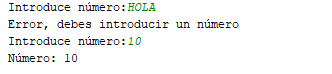 Introduce número:HOLA
Error, debes introducir un número
Introduce número:10
Número: 10